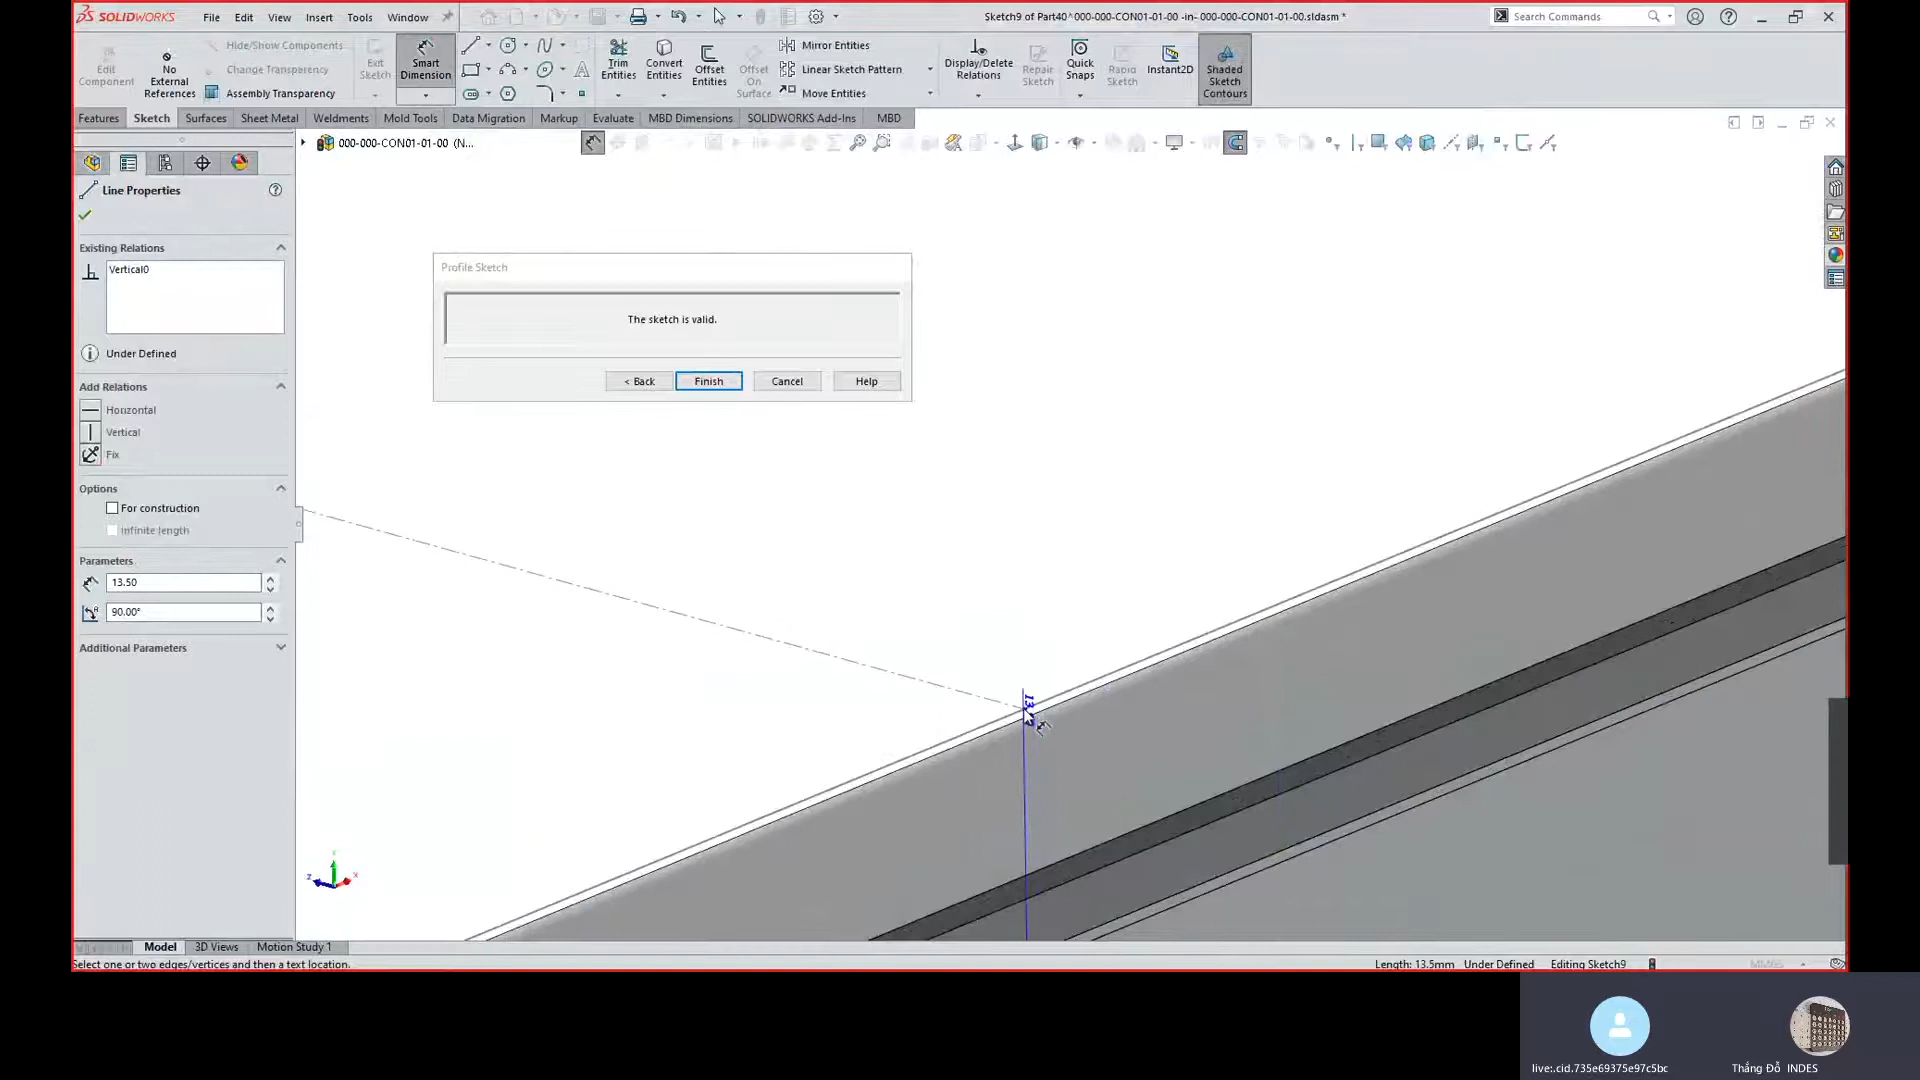 SOLIDWORKS File Edit View Insert Tools Window
Sketch9 of Part40^000-000-CON01-01-00 -in- 000-000-CON01-01-00.sldasm *
Search Commands
Edit Component
No External References
Hide/Show Components
Change Transparency
Assembly Transparency
Exit Sketch
Smart Dimension
Trim Entities
Convert Entities
Offset Entities
Offset On Surface
Mirror Entities
Linear Sketch Pattern
Move Entities
Display/Delete Relations
Repair Sketch
Quick Snaps
Rapid Sketch
Instant2D
Shaded Sketch Contours
Features Sketch Surfaces Sheet Metal Weldments Mold Tools Data Migration Markup Evaluate MBD Dimensions SOLIDWORKS Add-Ins MBD
000-000-CON01-01-00 (N...
Line Properties
Existing Relations
Vertical0
Under Defined
Add Relations
Horizontal
Vertical
Fix
Options
For construction
Infinite length
Parameters
13.50
90.00°
Additional Parameters
Profile Sketch
The sketch is valid.
< Back Finish Cancel Help
Y
Z X
Model 3D Views Motion Study 1
Select one or two edges/vertices and then a text location.
Length: 13.5mm Under Defined Editing Sketch9
live:.cid.735e69375e97c5bc
Thắng Đỗ INDES